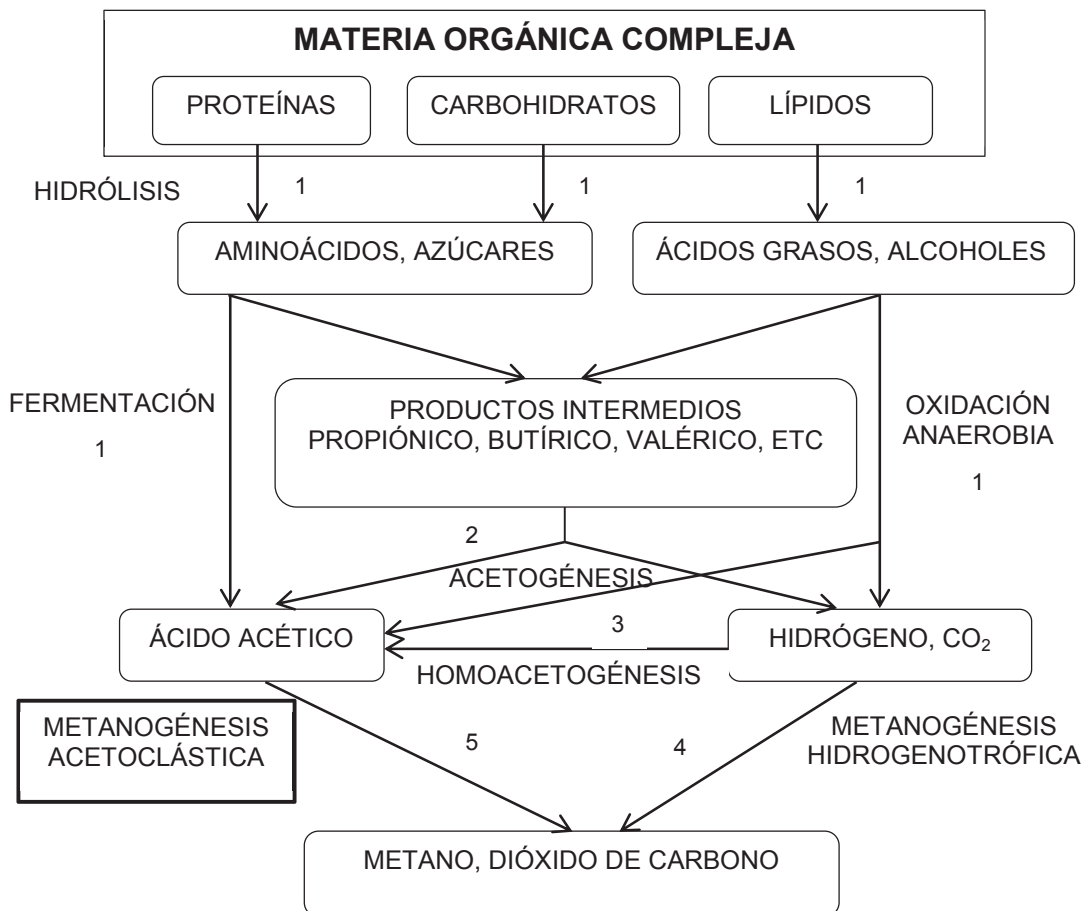 MATERIA ORGÁNICA COMPLEJA
PROTEÍNAS
CARBOHIDRATOS
LÍPIDOS
HIDRÓLISIS
1
1
1
AMINOÁCIDOS, AZÚCARES
ÁCIDOS GRASOS, ALCOHOLES
FERMENTACIÓN
1
PRODUCTOS INTERMEDIOS
PROPIÓNICO, BUTÍRICO, VALÉRICO, ETC
OXIDACIÓN
ANAEROBIA
1
2
ACETOGÉNESIS
ÁCIDO ACÉTICO
3
HIDRÓGENO, CO₂
HOMOACETOGÉNESIS
METANOGÉNESIS
ACETOCLÁSTICA
5
4
METANOGÉNESIS
HIDROGENOTRÓFICA
METANO, DIÓXIDO DE CARBONO